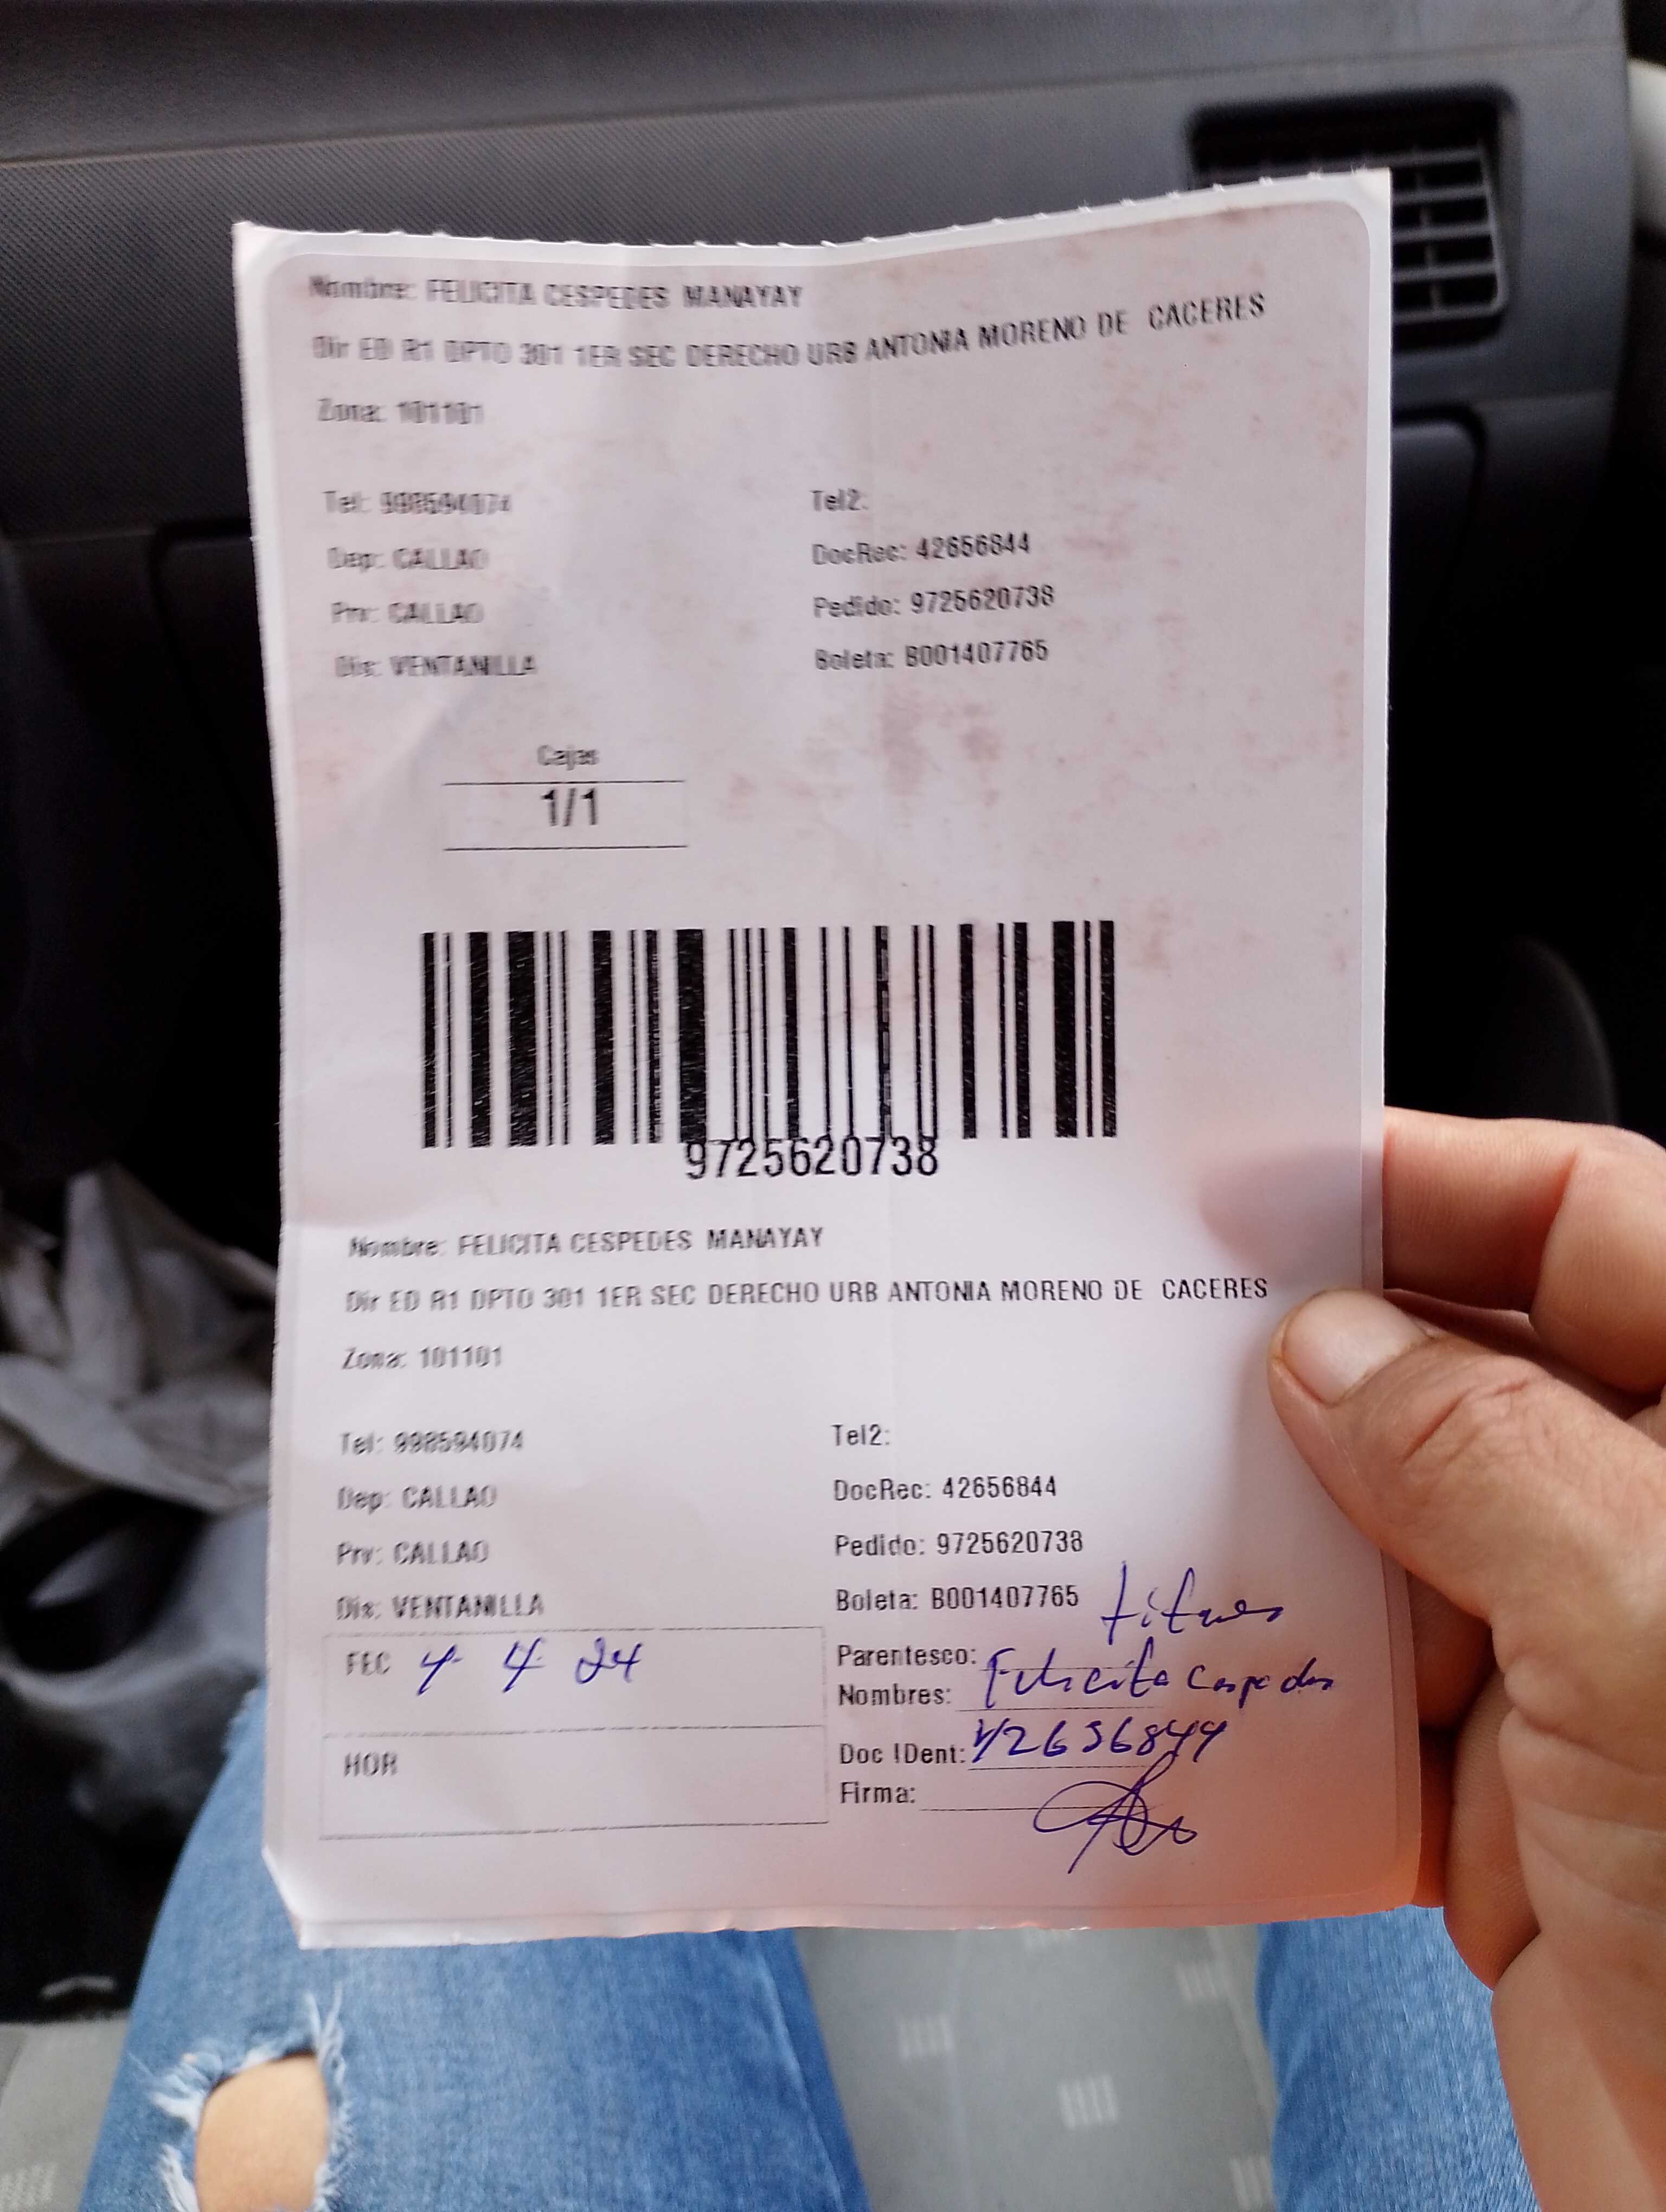 Nombre: FELICITA CESPEDES MANAYAY
Dir ED R1 DPTO 301 1ER SEC DERECHO URB ANTONIA MORENO DE CACERES
Zona: 101101
Tel: 998594074 Tel2:
Dep: CALLAO DocRec: 42656844
Prv: CALLAO Pedido: 9725620738
Dis: VENTANILLA Boleta: B001407765
Cajas
1/1
9725620738
Nombre: FELICITA CESPEDES MANAYAY
Dir ED R1 DPTO 301 1ER SEC DERECHO URB ANTONIA MORENO DE CACERES
Zona: 101101
Tel: 998594074 Tel2:
Dep: CALLAO DocRec: 42656844
Prv: CALLAO Pedido: 9725620738
Dis: VENTANILLA Boleta: B001407765
FEC 4 4 24 Parentesco:
Nombres: Felicita Cespedes
HOR Doc IDent: 42656844
Firma: